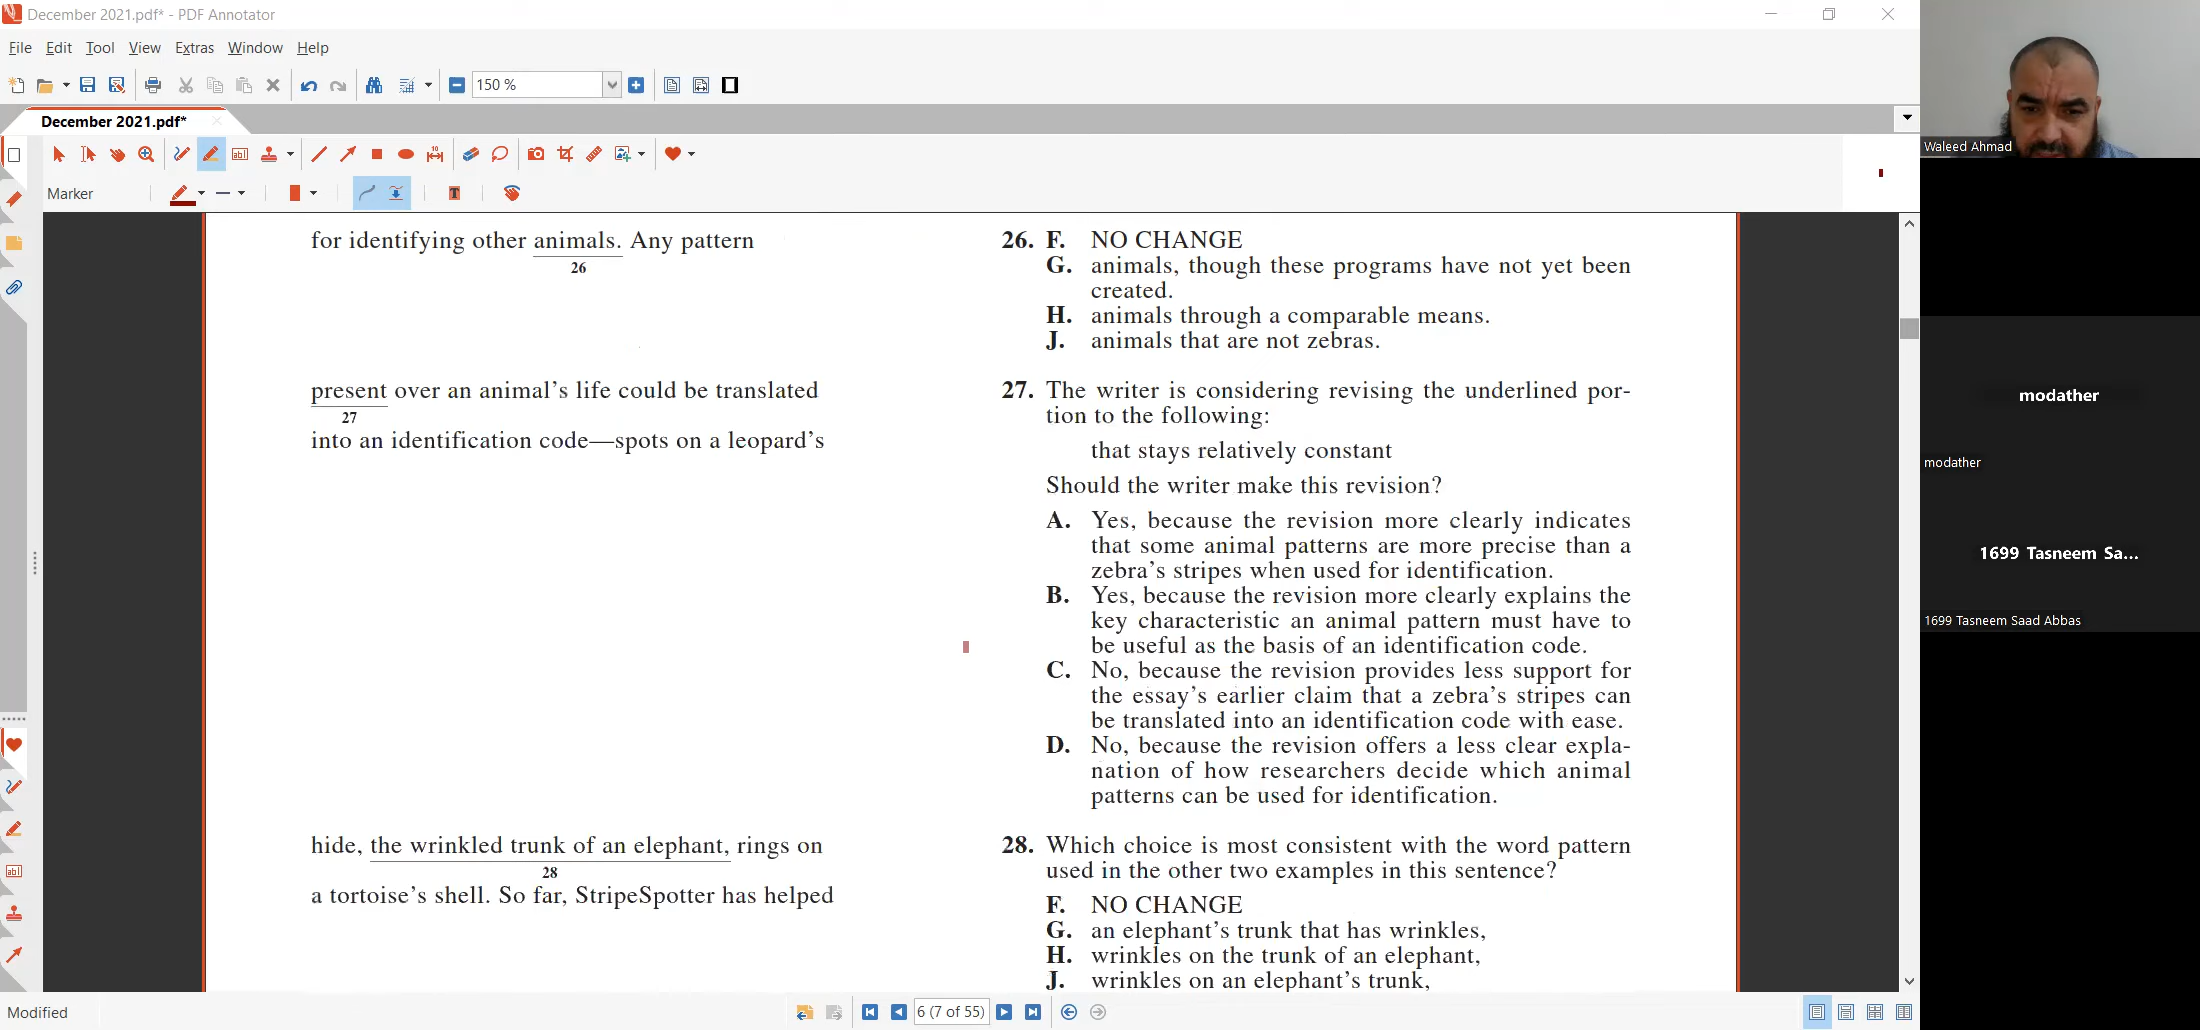 December 2021.pdf* - PDF Annotator
File Edit Tool View Extras Window Help
150 %
December 2021.pdf*
Marker
for identifying other animals. Any pattern
26
present over an animal's life could be translated
27
into an identification code—spots on a leopard's
hide, the wrinkled trunk of an elephant, rings on
28
a tortoise's shell. So far, StripeSpotter has helped
26. F. NO CHANGE
G. animals, though these programs have not yet been
created.
H. animals through a comparable means.
J. animals that are not zebras.
27. The writer is considering revising the underlined por-
tion to the following:
that stays relatively constant
Should the writer make this revision?
A. Yes, because the revision more clearly indicates
that some animal patterns are more precise than a
zebra's stripes when used for identification.
B. Yes, because the revision more clearly explains the
key characteristic an animal pattern must have to
be useful as the basis of an identification code.
C. No, because the revision provides less support for
the essay's earlier claim that a zebra's stripes can
be translated into an identification code with ease.
D. No, because the revision offers a less clear expla-
nation of how researchers decide which animal
patterns can be used for identification.
28. Which choice is most consistent with the word pattern
used in the other two examples in this sentence?
F. NO CHANGE
G. an elephant's trunk that has wrinkles,
H. wrinkles on the trunk of an elephant,
J. wrinkles on an elephant's trunk,
Modified
6 (7 of 55)
Waleed Ahmad
modather
modather
1699 Tasneem Sa...
1699 Tasneem Saad Abbas